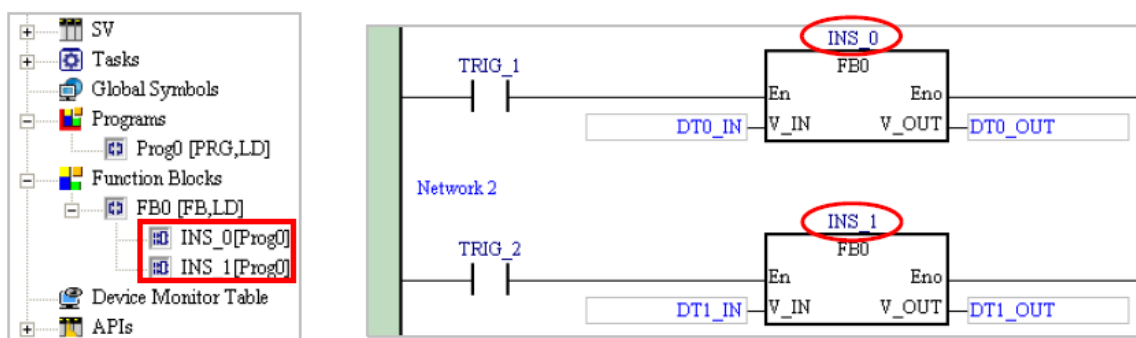 SV
Tasks
Global Symbols
Programs
Prog0 [PRG,LD]
Function Blocks
FB0 [FB,LD]
INS_0[Prog0]
INS_1[Prog0]
Device Monitor Table
APIs
INS_0
TRIG_1
FB0
En Eno
DT0_IN V_IN V_OUT DT0_OUT
Network 2
INS_1
TRIG_2
FB0
En Eno
DT1_IN V_IN V_OUT DT1_OUT